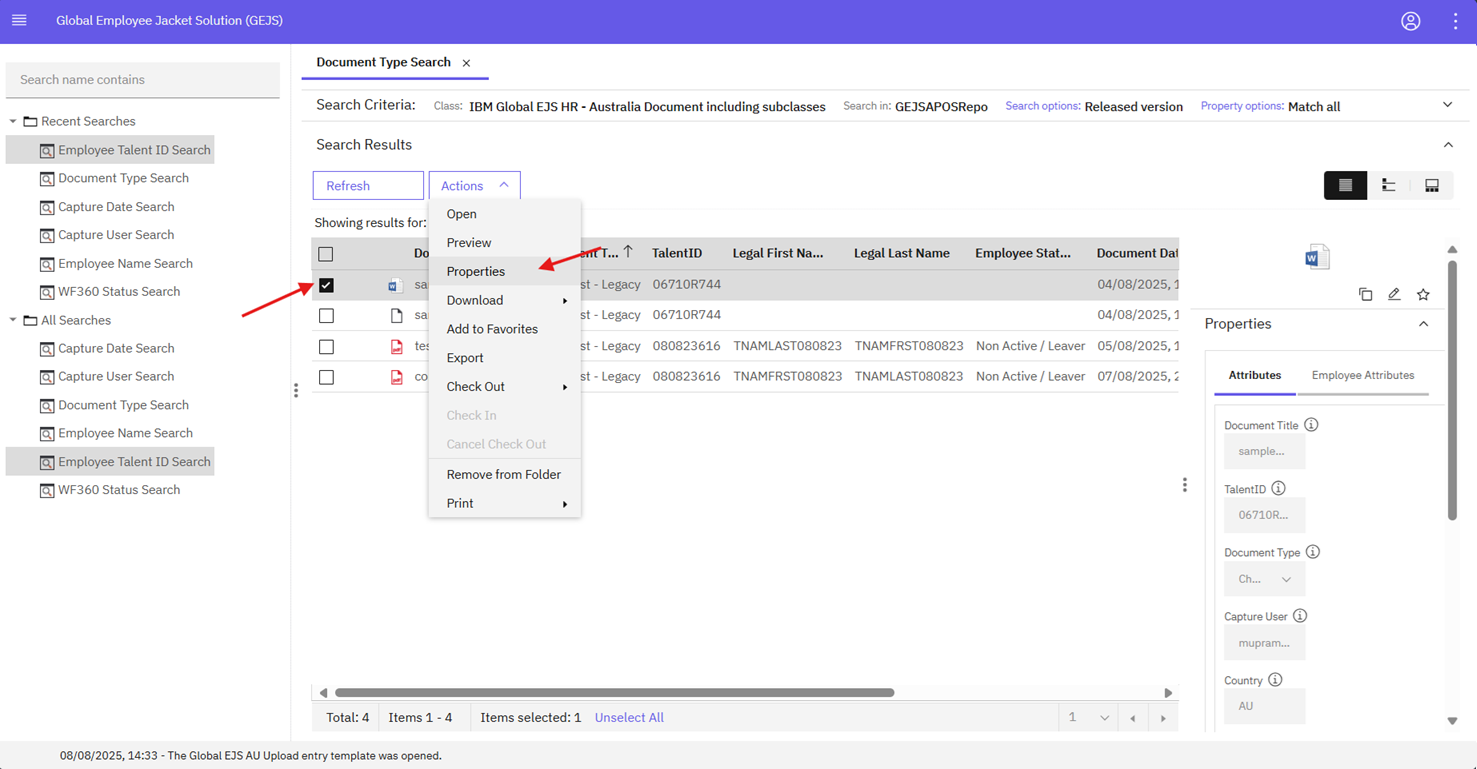 Global Employee Jacket Solution (GEJS)
Search name contains
Recent Searches
Employee Talent ID Search
Document Type Search
Capture Date Search
Capture User Search
Employee Name Search
WF360 Status Search
All Searches
Capture Date Search
Capture User Search
Document Type Search
Employee Name Search
Employee Talent ID Search
WF360 Status Search
Document Type Search
Search Criteria: Class: IBM Global EJS HR - Australia Document including subclasses Search in: GEJSAPOSRepo Search options: Released version Property options: Match all
Search Results
Refresh Actions
Showing results for:
Do TalentID Legal First Na... Legal Last Name Employee Stat... Document Dat
sa st - Legacy 06710R744 04/08/2025, 1
sa st - Legacy 06710R744 04/08/2025, 1
tes st - Legacy 080823616 TNAMLAST080823 TNAMFRST080823 Non Active / Leaver 05/08/2025, 1
co st - Legacy 080823616 TNAMFRST080823 TNAMLAST080823 Non Active / Leaver 07/08/2025, 2
Open
Preview
Properties
Download
Add to Favorites
Export
Check Out
Check In
Cancel Check Out
Remove from Folder
Print
Total: 4 Items 1 - 4 Items selected: 1 Unselect All 1
Properties
Attributes Employee Attributes
Document Title
sample...
TalentID
06710R...
Document Type
Ch...
Capture User
mupram...
Country
AU
08/08/2025, 14:33 - The Global EJS AU Upload entry template was opened.